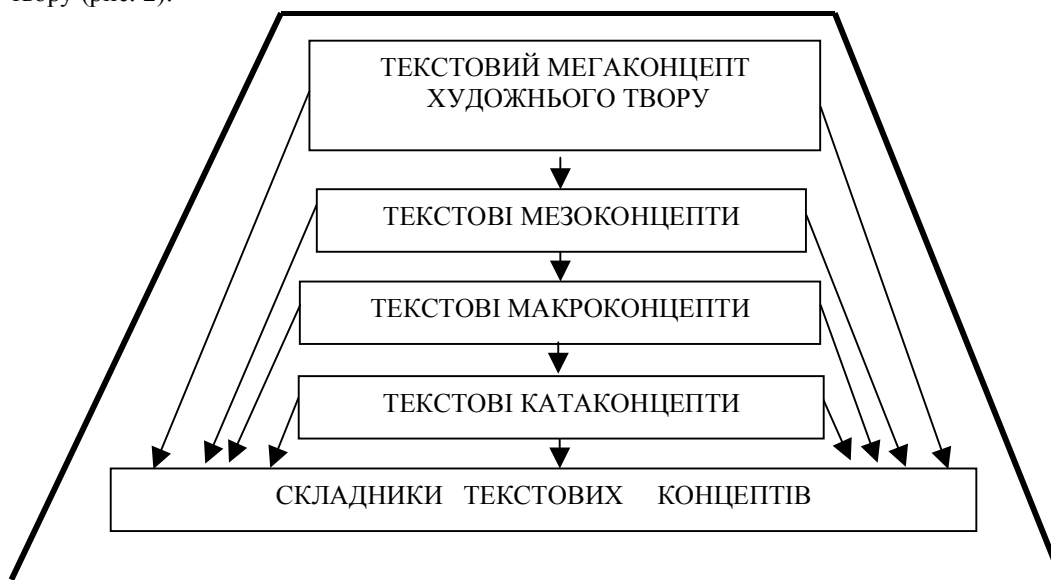 твору (рис. 2).
ТЕКСТОВИЙ МЕГАКОНЦЕПТ
ХУДОЖНЬОГО ТВОРУ
ТЕКСТОВІ МЕЗОКОНЦЕПТИ
ТЕКСТОВІ МАКРОКОНЦЕПТИ
ТЕКСТОВІ КАТАКОНЦЕПТИ
СКЛАДНИКИ ТЕКСТОВИХ КОНЦЕПТІВ